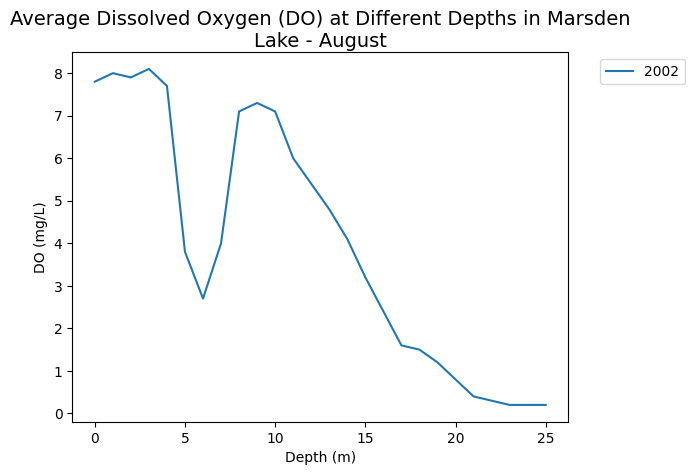 Average Dissolved Oxygen (DO) at Different Depths in Marsden
Lake - August
2002
8
7
6
5
4
3
2
1
0
DO (mg/L)
0 5 10 15 20 25
Depth (m)